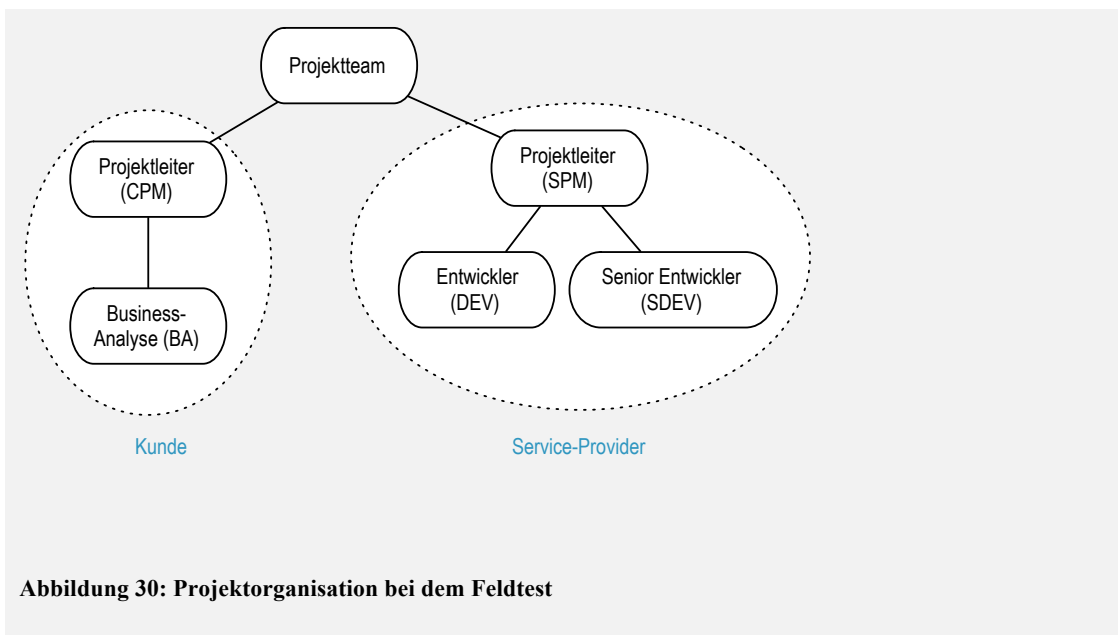 Projektteam
Projektleiter
(CPM)
Projektleiter
(SPM)
Entwickler
(DEV)
Senior Entwickler
(SDEV)
Business-
Analyse (BA)
Kunde
Service-Provider
Abbildung 30: Projektorganisation bei dem Feldtest